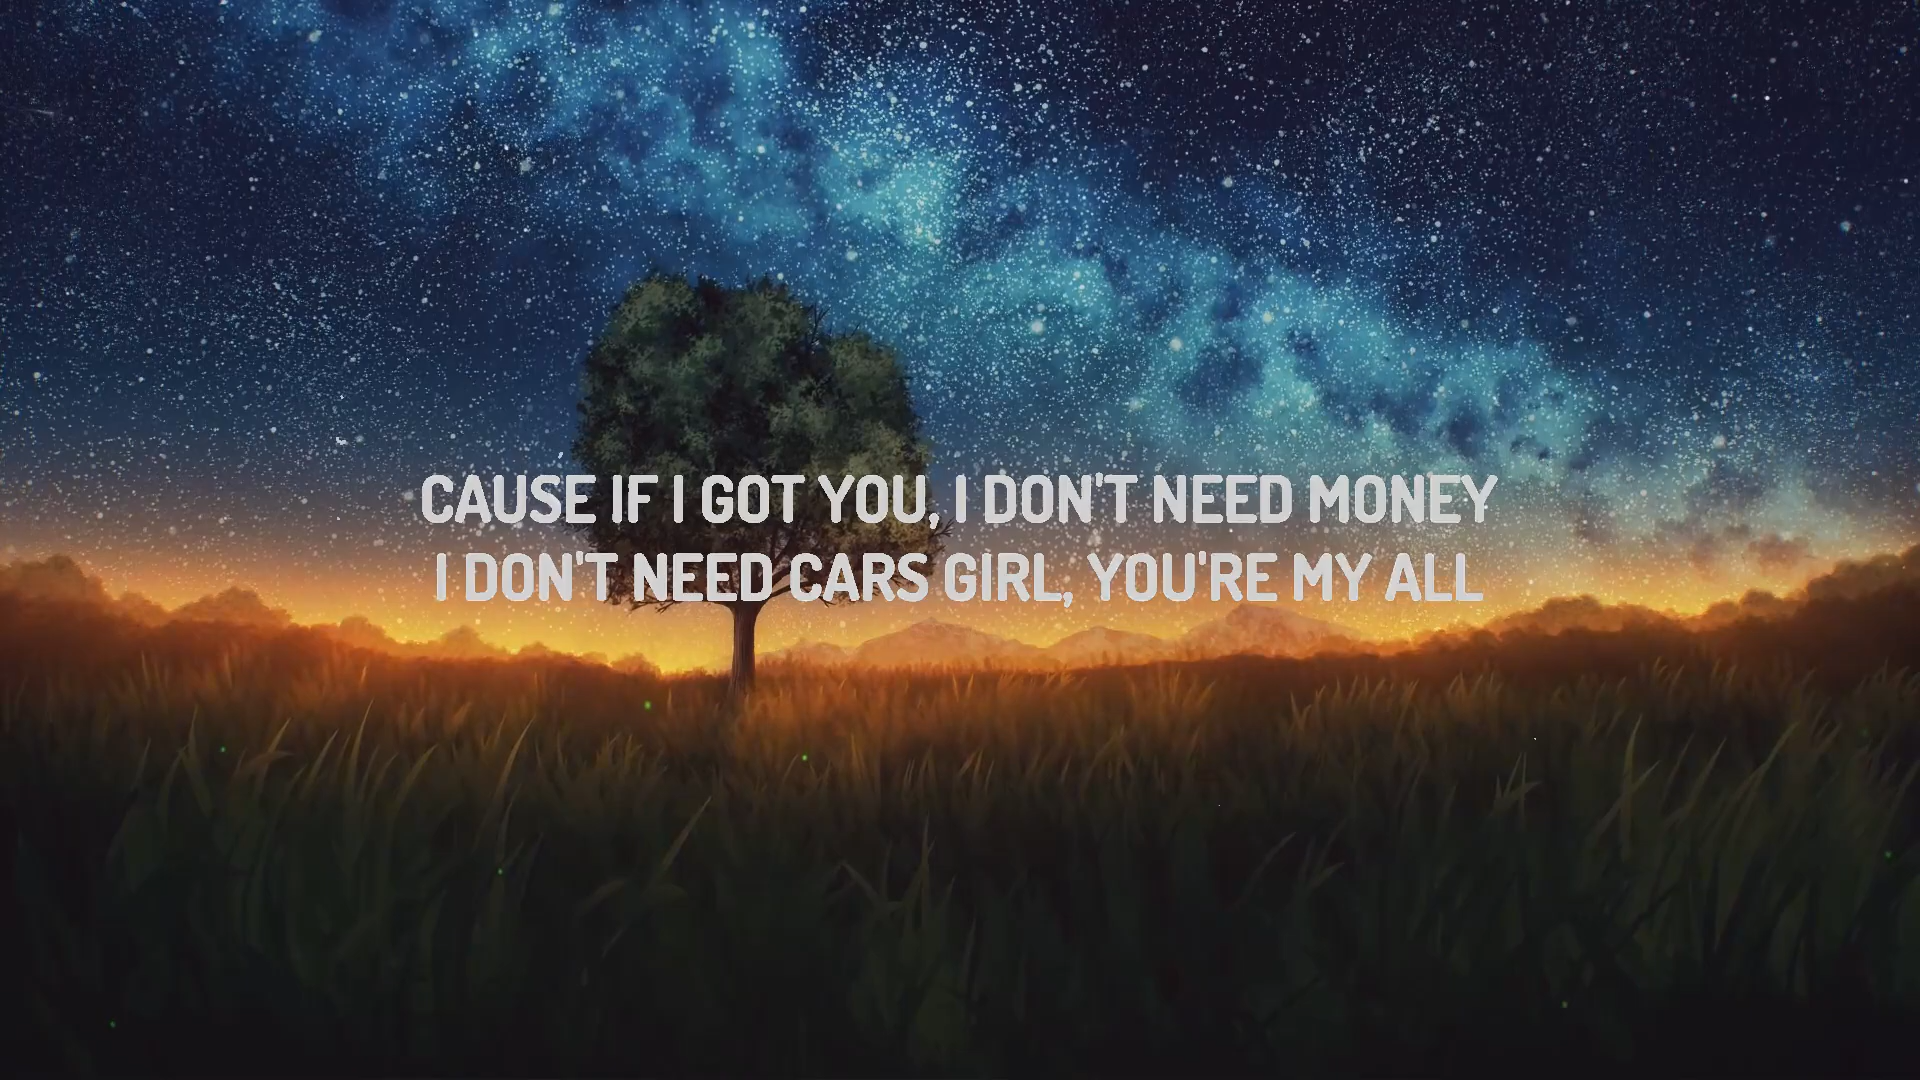 CAUSE IF I GOT YOU, I DON'T NEED MONEY
I DON'T NEED CARS GIRL, YOU'RE MY ALL